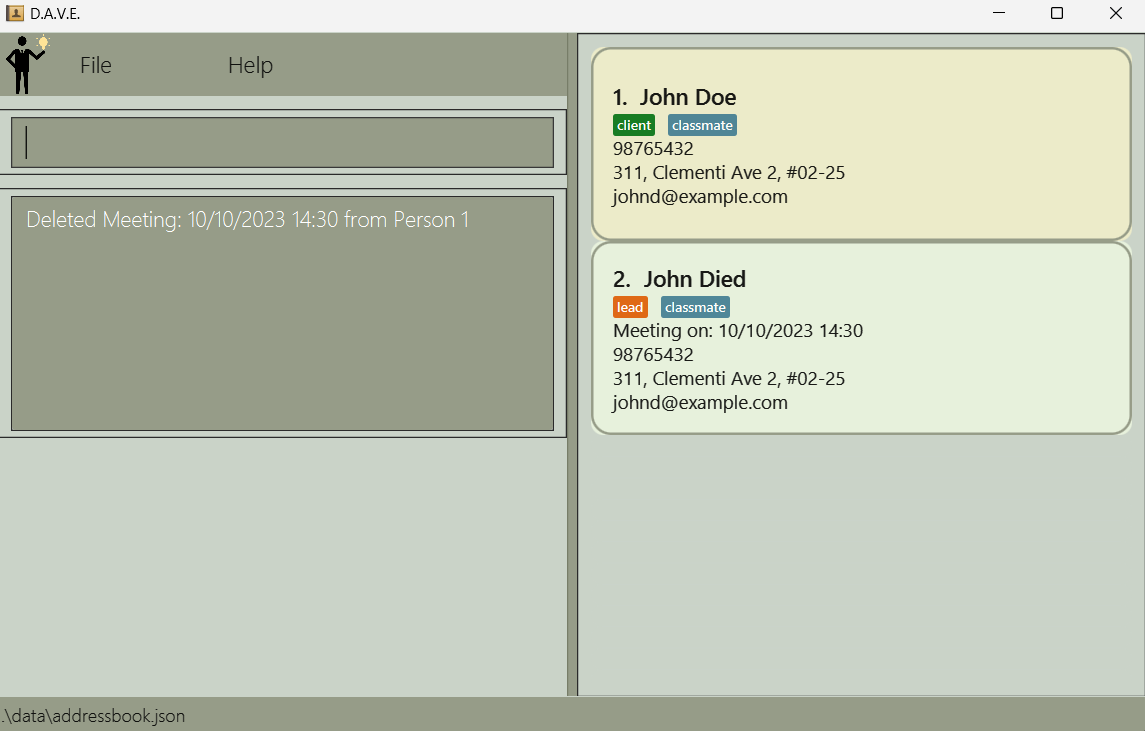 D.A.V.E.
File Help
Deleted Meeting: 10/10/2023 14:30 from Person 1
1. John Doe
client classmate
98765432
311, Clementi Ave 2, #02-25
johnd@example.com
2. John Died
lead classmate
Meeting on: 10/10/2023 14:30
98765432
311, Clementi Ave 2, #02-25
johnd@example.com
.\data\addressbook.json